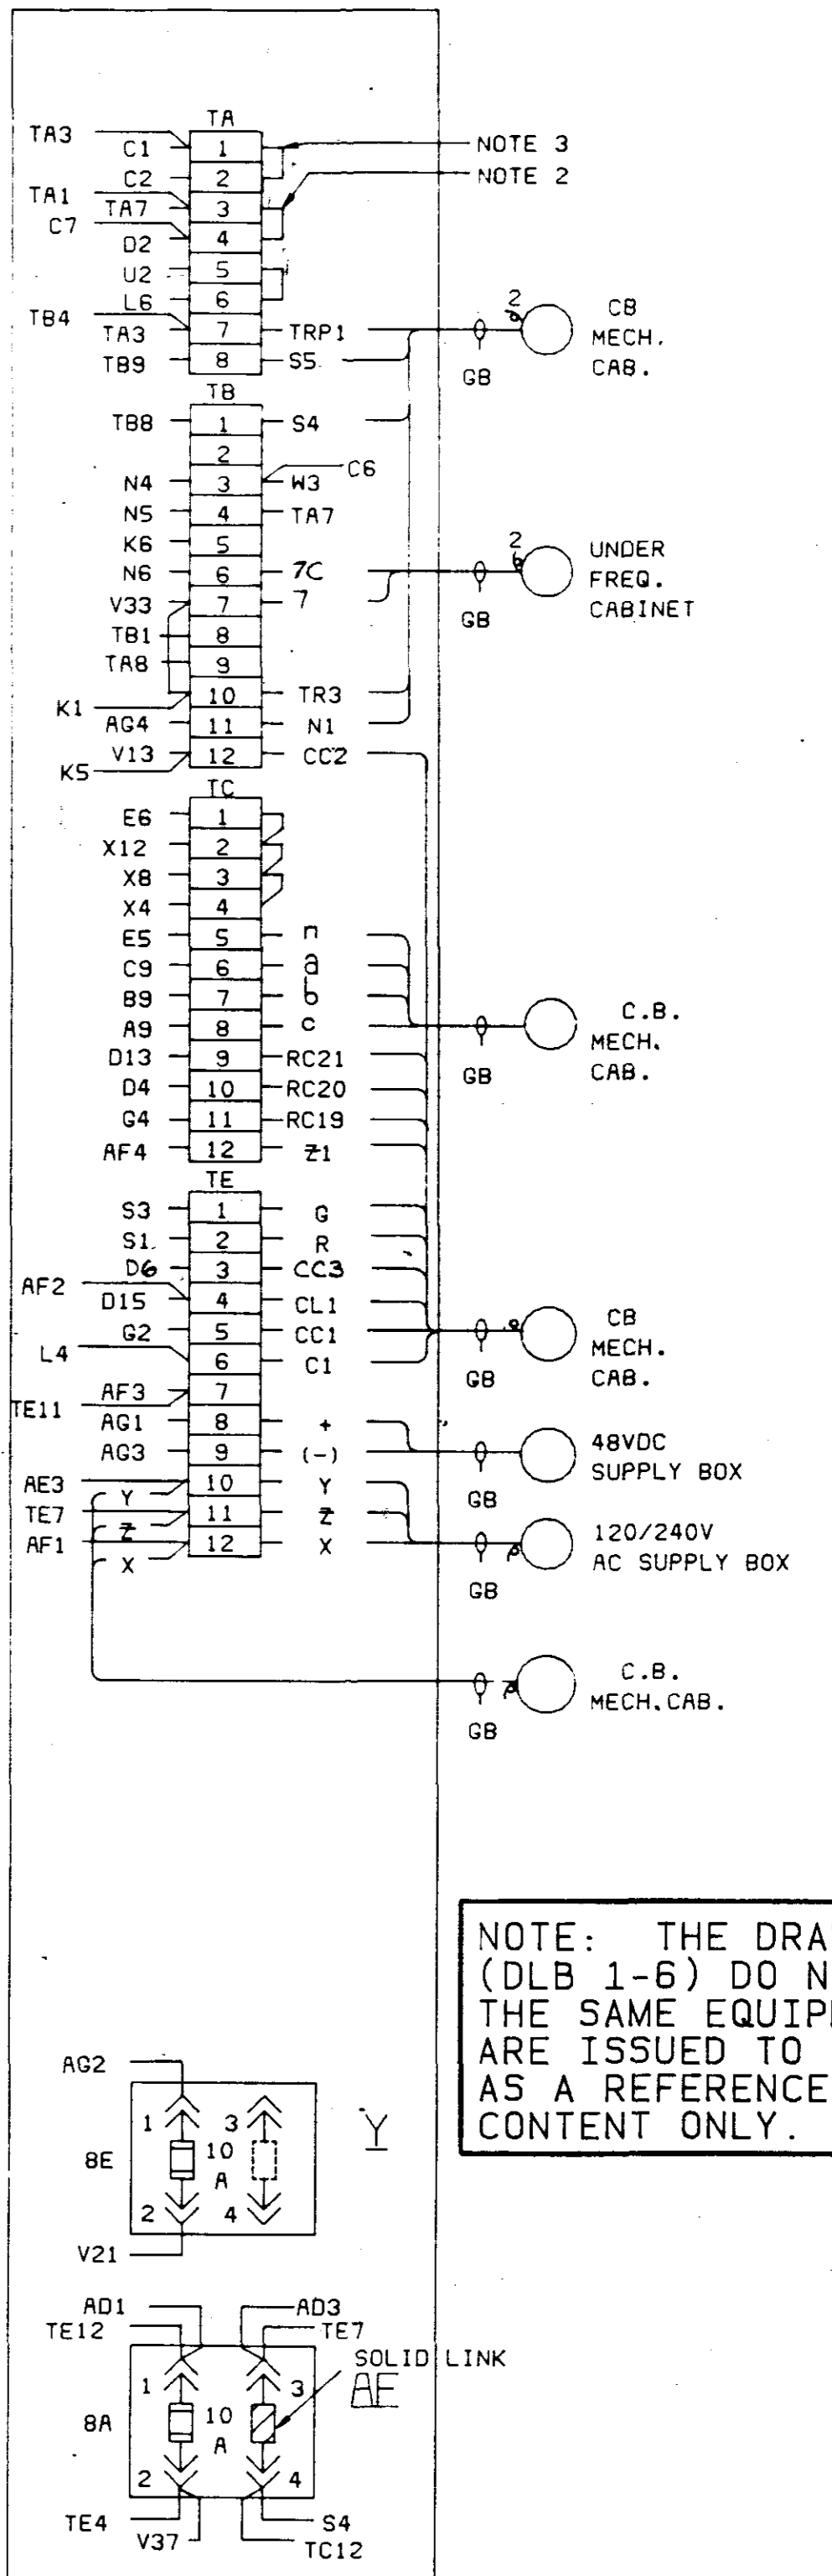 TA
TA3
C1 1 NOTE 3
C2 2 NOTE 2
TA1
TA7 3
C7
D2 4
U2 5
L6 6
TB4
TA3 7 TRP1
TB9 8 S5
2
CB
MECH.
CAB.
GB
TB
TB8 1 S4
2
C6
N4 3 W3
N5 4 TA7
K6 5
N6 6 7C
V33 7 7
2
UNDER
FREQ.
CABINET
GB
TB1 8
TA8 9
10 TR3
K1
AG4 11 N1
V13 12 CC2
K5
TC
E6 1
X12 2
X8 3
X4 4
E5 5 n
C9 6 a
B9 7 b
A9 8 c
C.B.
MECH.
CAB.
GB
D13 9 RC21
D4 10 RC20
G4 11 RC19
AF4 12 Z1
TE
S3 1 G
S1 2 R
D6 3 CC3
AF2
D15 4 CL1
G2 5 CC1
L4
6 C1
CB
MECH.
CAB.
GB
AF3 7
TE11
AG1 8 +
AG3 9 (-)
48VDC
SUPPLY BOX
GB
AE3 Y 10 Y
TE7 Z 11 Z
AF1 X 12 X
120/240V
AC SUPPLY BOX
GB
C.B.
MECH.CAB.
GB
NOTE: THE DRA
(DLB 1-6) DO N
THE SAME EQUIP
ARE ISSUED TO
AS A REFERENCE
CONTENT ONLY.
AG2
1 3
8E 10 A Y
2 4
V21
AD1 AD3
TE12 TE7
SOLID LINK
1 3 AE
8A 10 A
2 4
TE4 S4
V37 TC12